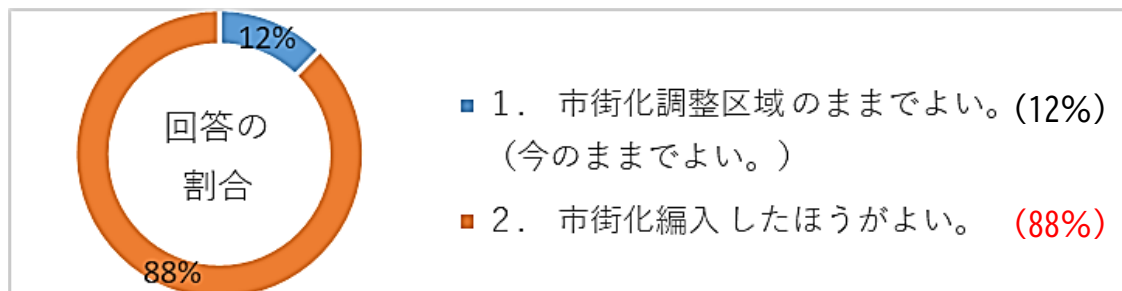 12%
回答の
割合
88%
1． 市街化調整区域のままでよい。(12%)
（今のままでよい。）
2． 市街化編入したほうがよい。 (88%)